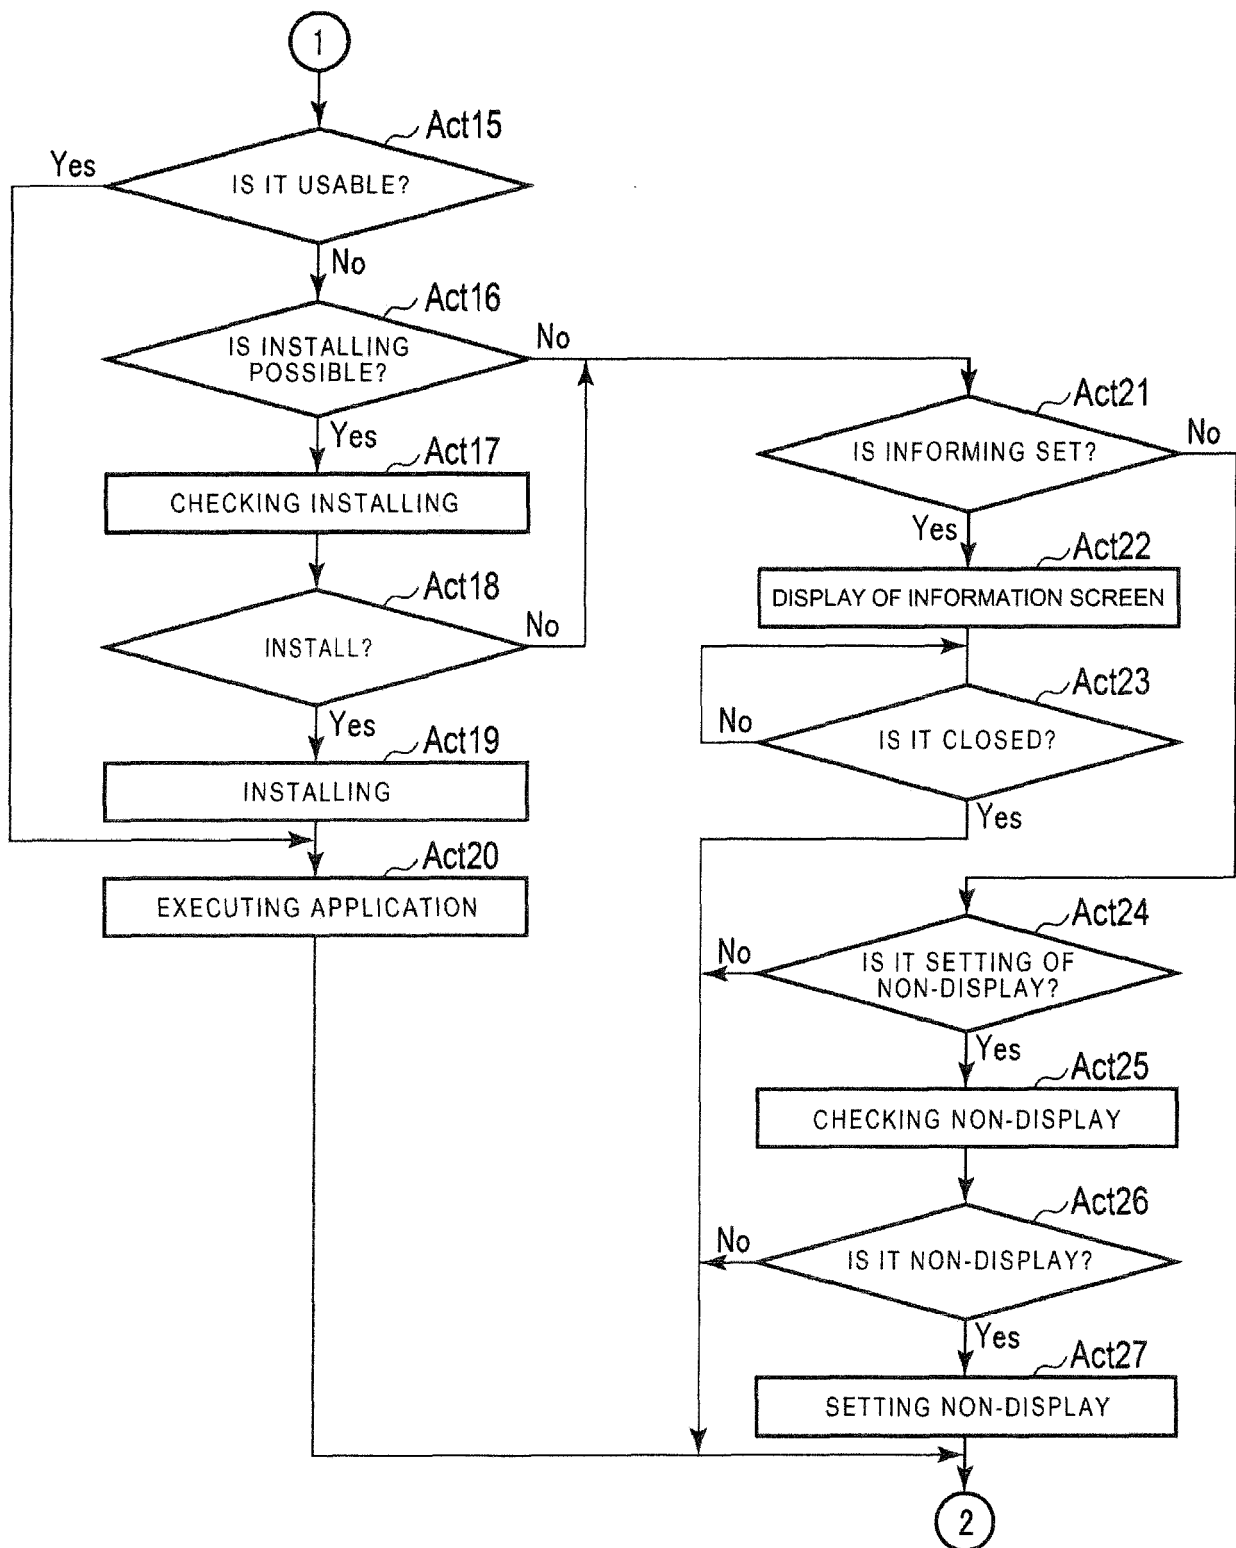 1
Act15
Yes
IS IT USABLE?
No
Act16
IS INSTALLING
POSSIBLE?
No
Yes
Act17
CHECKING INSTALLING
Act18
INSTALL?
No
Yes
Act19
INSTALLING
Act20
EXECUTING APPLICATION
Act21
IS INFORMING SET?
No
Yes
Act22
DISPLAY OF INFORMATION SCREEN
Act23
No
IS IT CLOSED?
Yes
Act24
No
IS IT SETTING OF
NON-DISPLAY?
Yes
Act25
CHECKING NON-DISPLAY
Act26
No
IS IT NON-DISPLAY?
Yes
Act27
SETTING NON-DISPLAY
2